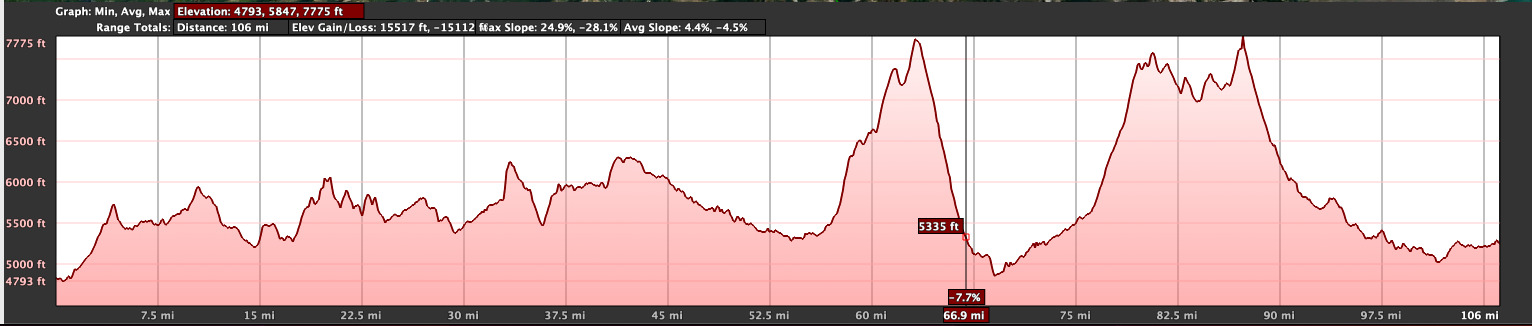 Graph: Min, Avg, Max Elevation: 4793, 5847, 7775 ft
Range Totals: Distance: 106 mi Elev Gain/Loss: 15517 ft, -15112 ft Max Slope: 24.9%, -28.1% Avg Slope: 4.4%, -4.5%
7775 ft
7000 ft
6500 ft
6000 ft
5500 ft
5335 ft
5000 ft
4793 ft
-7.7%
7.5 mi 15 mi 22.5 mi 30 mi 37.5 mi 45 mi 52.5 mi 60 mi 66.9 mi 75 mi 82.5 mi 90 mi 97.5 mi 106 mi